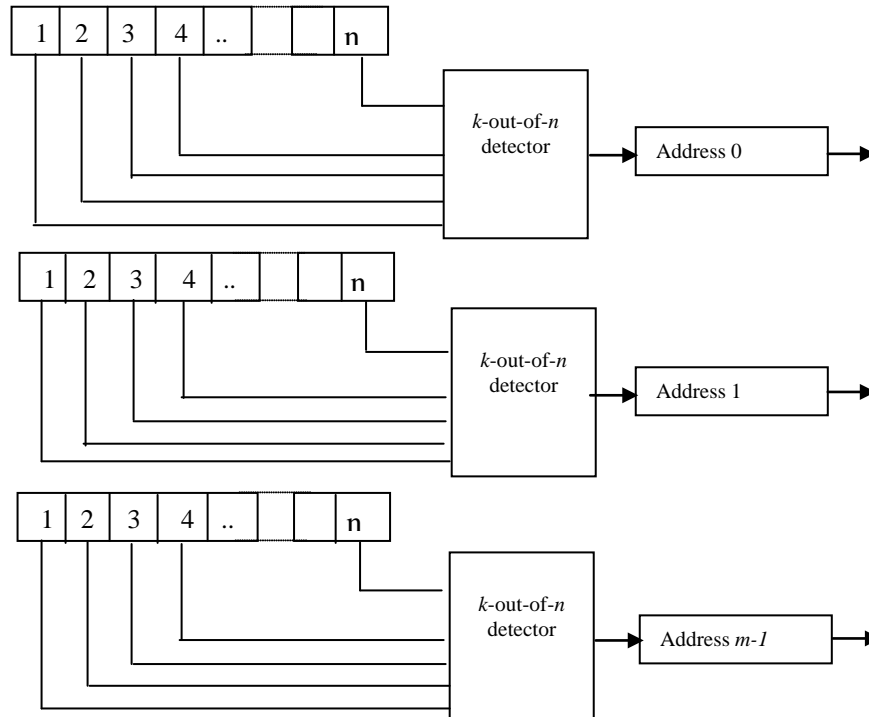 1 2 3 4 .. n
k-out-of-n
detector
Address 0
1 2 3 4 .. n
k-out-of-n
detector
Address 1
1 2 3 4 .. n
k-out-of-n
detector
Address m-1